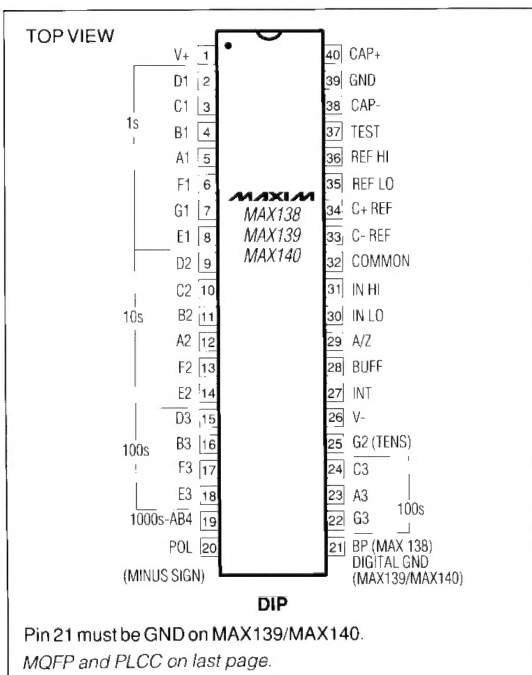 TOP VIEW
V+ 1
D1 2
C1 3
B1 4
A1 5
F1 6
G1 7
E1 8
D2 9
C2 10
B2 11
A2 12
F2 13
E2 14
D3 15
B3 16
F3 17
E3 18
1000s-AB4 19
POL 20
(MINUS SIGN)
1s
10s
100s
MAXIM
MAX138
MAX139
MAX140
40 CAP+
39 GND
38 CAP-
37 TEST
36 REF HI
35 REF LO
34 C+ REF
33 C- REF
32 COMMON
31 IN HI
30 IN LO
29 A/Z
28 BUFF
27 INT
26 V-
25 G2 (TENS)
24 C3
23 A3
22 G3
100s
21 BP (MAX 138)
DIGITAL GND
(MAX139/MAX140)
DIP
Pin 21 must be GND on MAX139/MAX140.
MQFP and PLCC on last page.